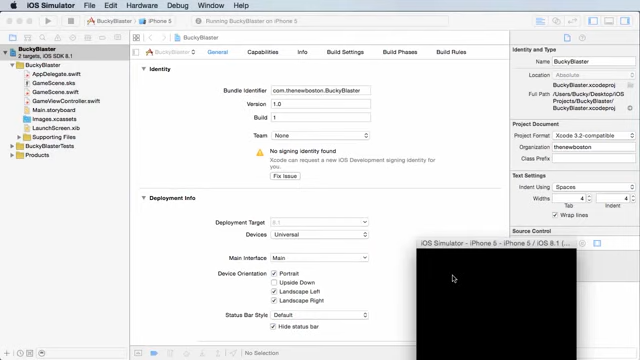 iOS Simulator File Edit Hardware Debug Window Help
BuckyBlaster iPhone 5 Running BuckyBlaster on iPhone 5
BuckyBlaster
BuckyBlaster
2 targets, iOS SDK 8.1
BuckyBlaster
AppDelegate.swift
GameScene.sks
GameScene.swift
GameViewController.swift
Main.storyboard
Images.xcassets
LaunchScreen.xib
Supporting Files
BuckyBlasterTests
Products
BuckyBlaster General Capabilities Info Build Settings Build Phases Build Rules
Identity
Bundle Identifier com.thenewboston.BuckyBlaster
Version 1.0
Build 1
Team None
No signing identity found
Xcode can request a new iOS Development signing identity for you.
Fix Issue
Deployment Info
Deployment Target 8.1
Devices Universal
Main Interface Main
Device Orientation Portrait
Upside Down
Landscape Left
Landscape Right
Status Bar Style Default
Hide status bar
No Selection
Identity and Type
Name BuckyBlaster
Location Absolute
BuckyBlaster.xcodeproj
Full Path /Users/Bucky/Desktop/iOS
Projects/BuckyBlaster/
BuckyBlaster.xcodeproj
Project Document
Project Format Xcode 3.2-compatible
Organization thenewboston
Class Prefix
Text Settings
Indent Using Spaces
Widths 4 4
Tab Indent
Wrap lines
Source Control
iOS Simulator - iPhone 5 - iPhone 5 / iOS 8.1 (...